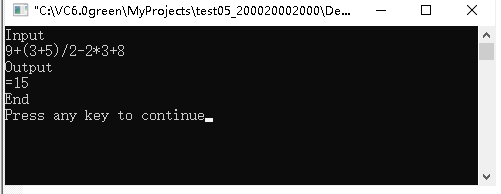 "C:\VC6.0green\MyProjects\test05_200020002000\De...
Input
9+(3+5)/2-2*3+8
Output
=15
End
Press any key to continue